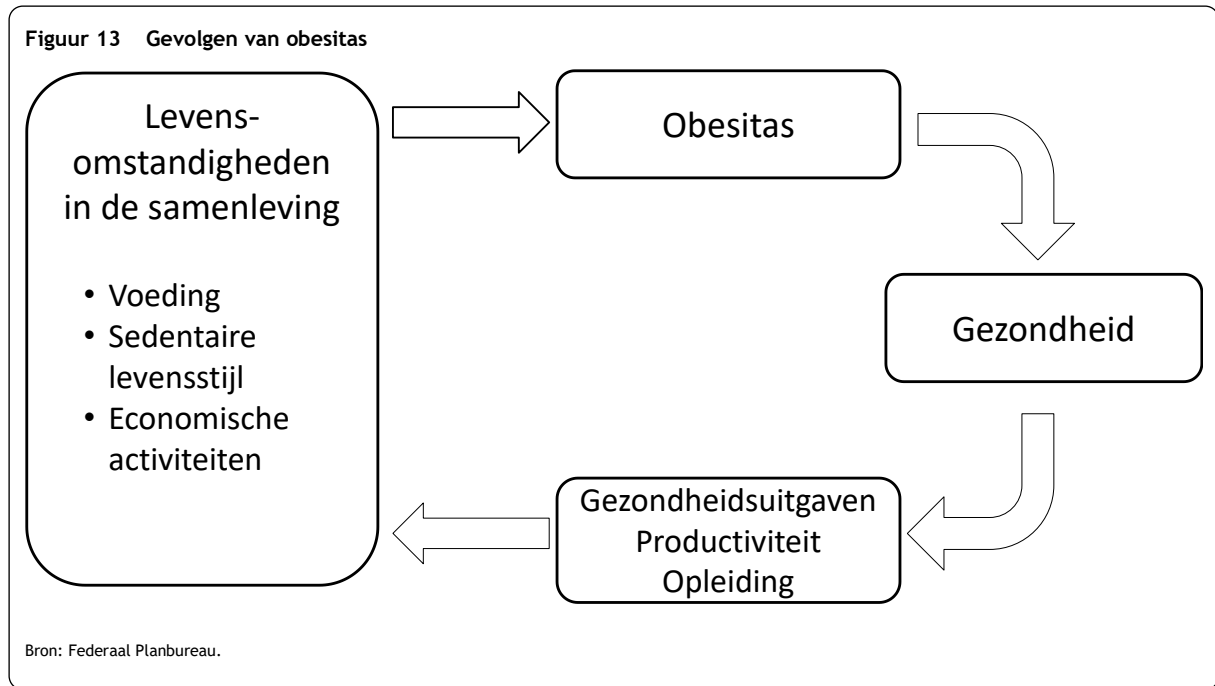 Figuur 13 Gevolgen van obesitas
Levens-
omstandigheden
in de samenleving
• Voeding
• Sedentaire
levensstijl
• Economische
activiteiten
Obesitas
Gezondheid
Gezondheidsuitgaven
Productiviteit
Opleiding
Bron: Federaal Planbureau.